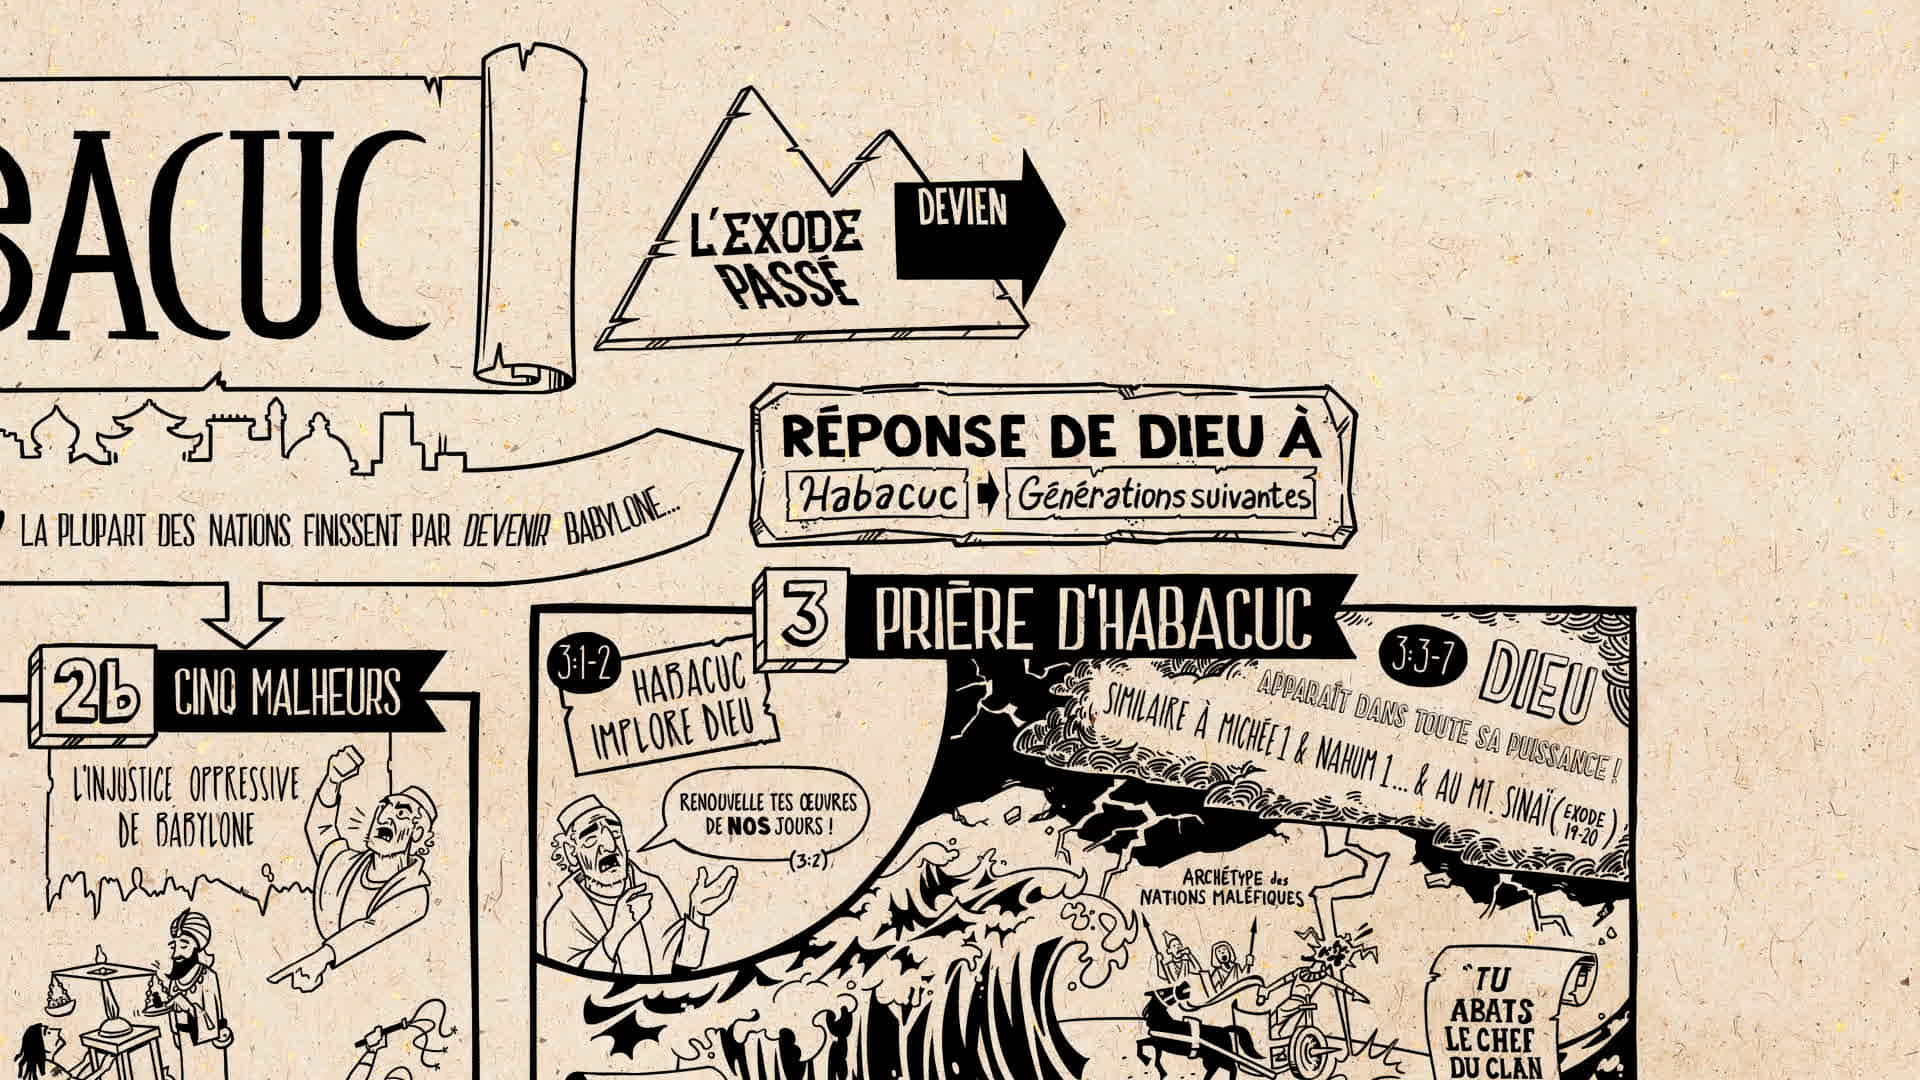 BACUC
L'EXODE
PASSÉ
DEVIEN
RÉPONSE DE DIEU À
Habacuc
Générations suivantes
LA PLUPART DES NATIONS FINISSENT PAR DEVENIR BABYLONE...
3 PRIÈRE D'HABACUC
3:1-2
HABACUC
IMPLORE DIEU
3:3-7
DIEU
APPARAÎT DANS TOUTE SA PUISSANCE !
SIMILAIRE À MICHÉE 1 & NAHUM 1... & AU MT. SINAÏ (EXODE
19-20)
2b CINQ MALHEURS
L'INJUSTICE OPPRESSIVE
DE BABYLONE
RENOUVELLE TES ŒUVRES
DE NOS JOURS !
(3:2)
ARCHÉTYPE des
NATIONS MALÉFIQUES
"TU
ABATS
LE CHEF
DU CLAN